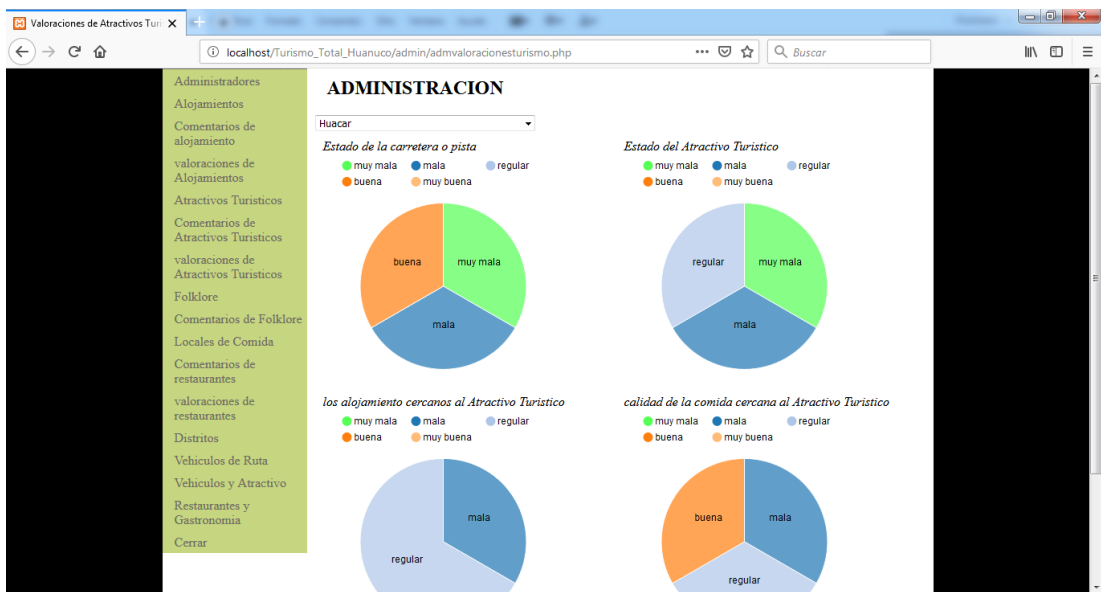 Valoraciones de Atractivos Turi
localhost/Turismo_Total_Huanuco/admin/admvaloracionesturismo.php
Buscar
Administradores
Alojamientos
Comentarios de
alojamiento
valoraciones de
Alojamientos
Atractivos Turisticos
Comentarios de
Atractivos Turisticos
valoraciones de
Atractivos Turisticos
Folklore
Comentarios de Folklore
Locales de Comida
Comentarios de
restaurantes
valoraciones de
restaurantes
Distritos
Vehiculos de Ruta
Vehiculos y Atractivo
Restaurantes y
Gastronomia
Cerrar
ADMINISTRACION
Huacar
Estado de la carretera o pista
muy mala mala regular
buena muy buena
buena muy mala
mala
Estado del Atractivo Turistico
muy mala mala regular
buena muy buena
regular muy mala
mala
los alojamiento cercanos al Atractivo Turistico
muy mala mala regular
buena muy buena
mala
regular
calidad de la comida cercana al Atractivo Turistico
muy mala mala regular
buena muy buena
buena mala
regular